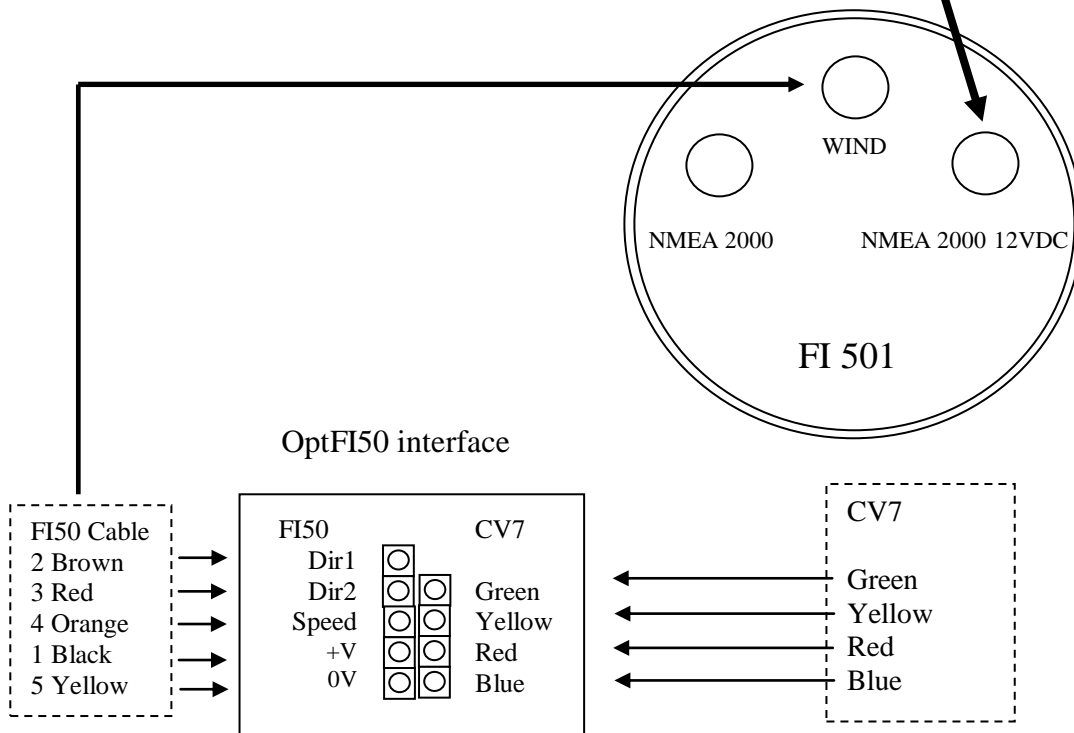 WIND
NMEA 2000
NMEA 2000 12VDC
FI 501
OptFI50 interface
FI50 Cable
2 Brown
3 Red
4 Orange
1 Black
5 Yellow
FI50
CV7
Dir1
Dir2
Green
Speed
Yellow
+V
Red
0V
Blue
CV7
Green
Yellow
Red
Blue